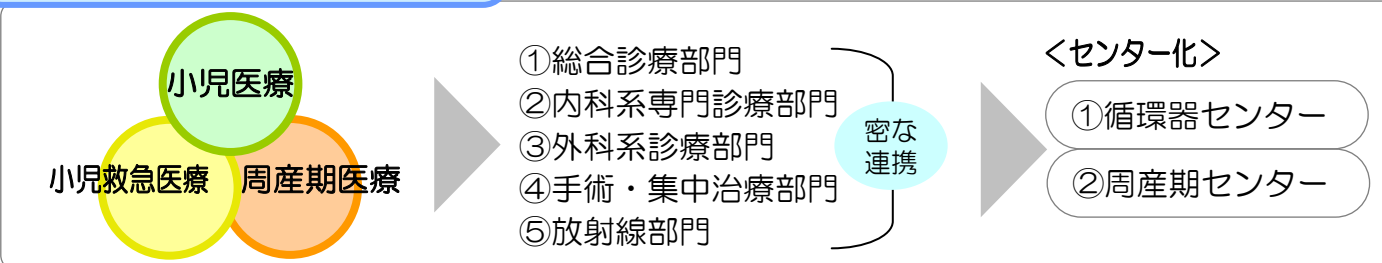 小児医療
小児救急医療
周産期医療
①総合診療部門
②内科系専門診療部門
③外科系診療部門
④手術・集中治療部門
⑤放射線部門
密な
連携
＜センター化＞
①循環器センター
②周産期センター